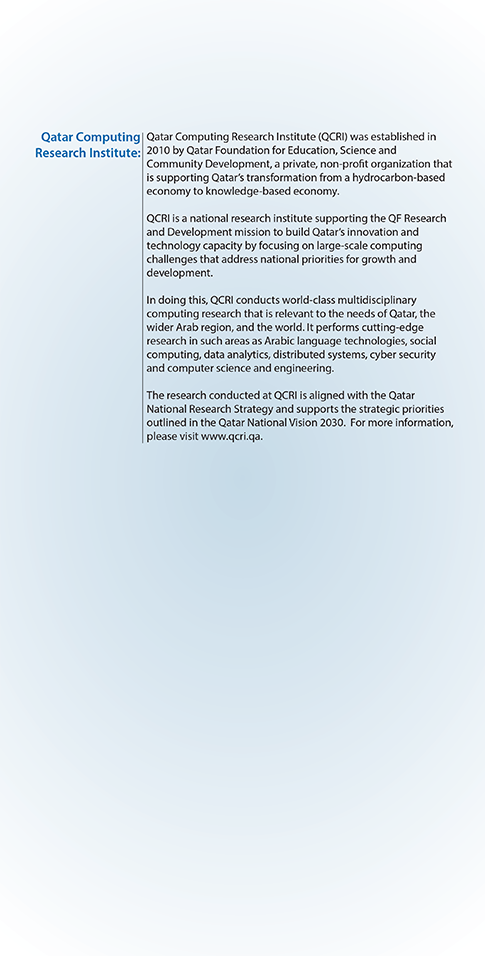 Qatar Computing
Research Institute:
Qatar Computing Research Institute (QCRI) was established in
2010 by Qatar Foundation for Education, Science and
Community Development, a private, non-profit organization that
is supporting Qatar's transformation from a hydrocarbon-based
economy to knowledge-based economy.
QCRI is a national research institute supporting the QF Research
and Development mission to build Qatar's innovation and
technology capacity by focusing on large-scale computing
challenges that address national priorities for growth and
development.
In doing this, QCRI conducts world-class multidisciplinary
computing research that is relevant to the needs of Qatar, the
wider Arab region, and the world. It performs cutting-edge
research in such areas as Arabic language technologies, social
computing, data analytics, distributed systems, cyber security
and computer science and engineering.
The research conducted at QCRI is aligned with the Qatar
National Research Strategy and supports the strategic priorities
outlined in the Qatar National Vision 2030.  For more information,
please visit www.qcri.qa.